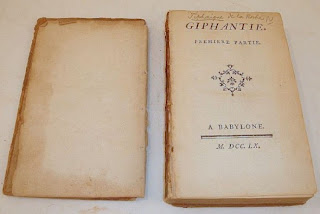 GIPHANTIE.
PREMIERE PARTIE.
A BABYLONE.
M. DCC. LX.